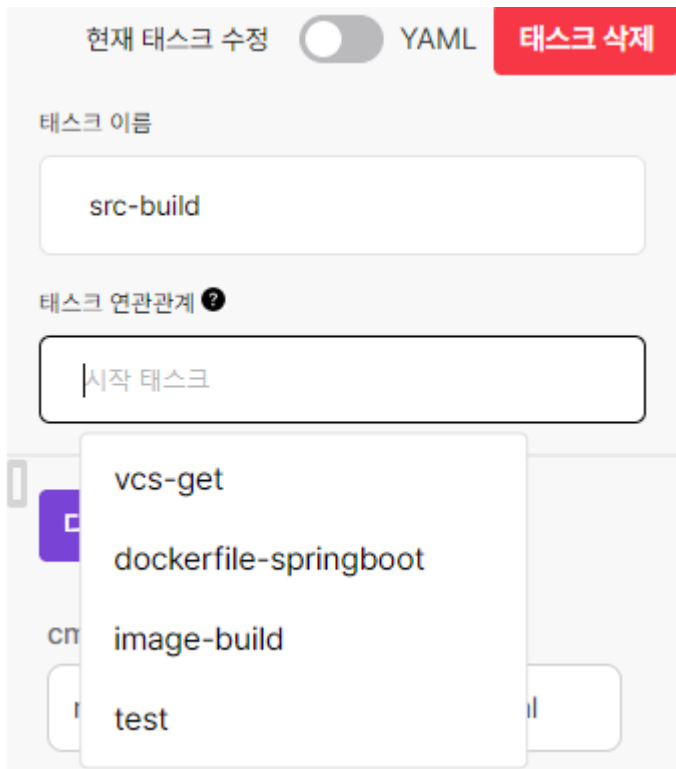 현재 태스크 수정 YAML 태스크 삭제
태스크 이름
src-build
태스크 연관관계 ?
시작 태스크
vcs-get
dockerfile-springboot
image-build
test